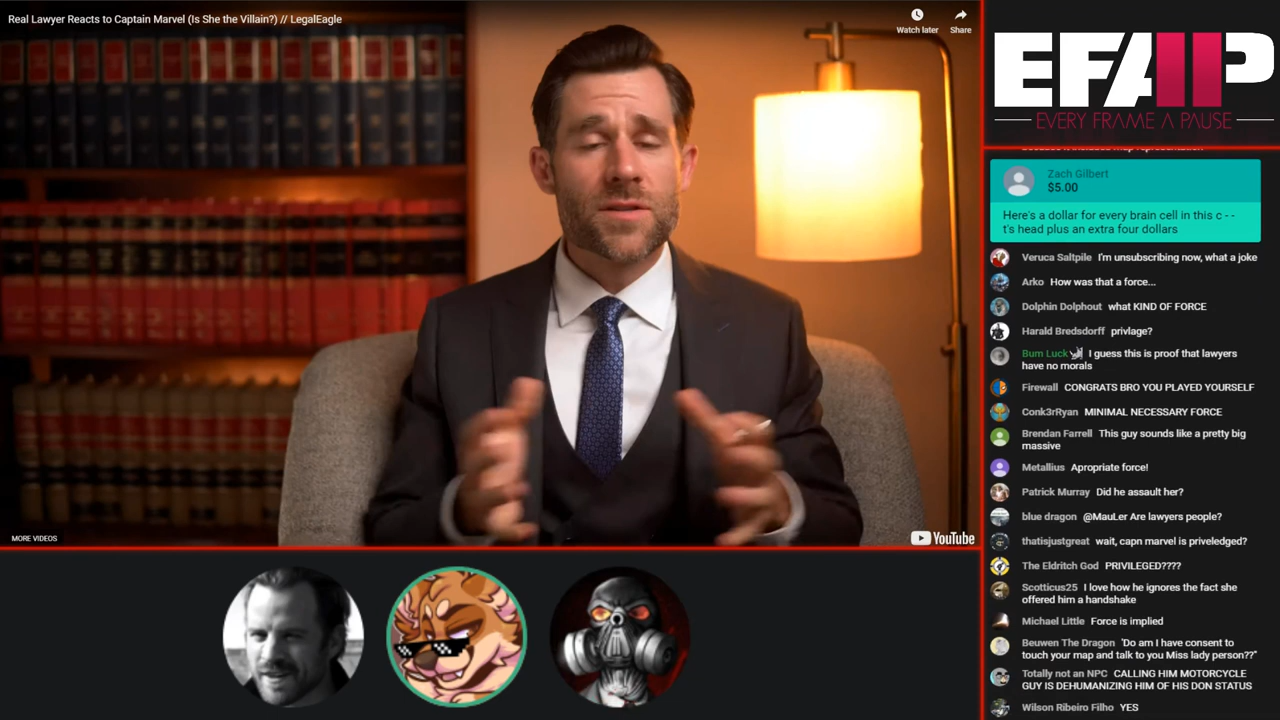 Real Lawyer Reacts to Captain Marvel (Is She the Villain?) // LegalEagle
Watch later
Share
MORE VIDEOS
YouTube
EFAP
EVERY FRAME A PAUSE
Zach Gilbert
$5.00
Here's a dollar for every brain cell in this c - -
t's head plus an extra four dollars
Veruca Saltpile I'm unsubscribing now, what a joke
Arko How was that a force...
Dolphin Dolphout what KIND OF FORCE
Harald Bredsdorff privlage?
Bum Luck I guess this is proof that lawyers
have no morals
Firewall CONGRATS BRO YOU PLAYED YOURSELF
Conk3rRyan MINIMAL NECESSARY FORCE
Brendan Farrell This guy sounds like a pretty big
massive
Metallius Apropriate force!
Patrick Murray Did he assault her?
blue dragon @MauLer Are lawyers people?
thatisjustgreat wait, capn marvel is priveledged?
The Eldritch God PRIVILEGED????
Scotticus25 I love how he ignores the fact she
offered him a handshake
Michael Little Force is implied
Beuwen The Dragon 'Do am I have consent to
touch your map and talk to you Miss lady person??"
Totally not an NPC CALLING HIM MOTORCYCLE
GUY IS DEHUMANIZING HIM OF HIS DON STATUS
Wilson Ribeiro Filho YES